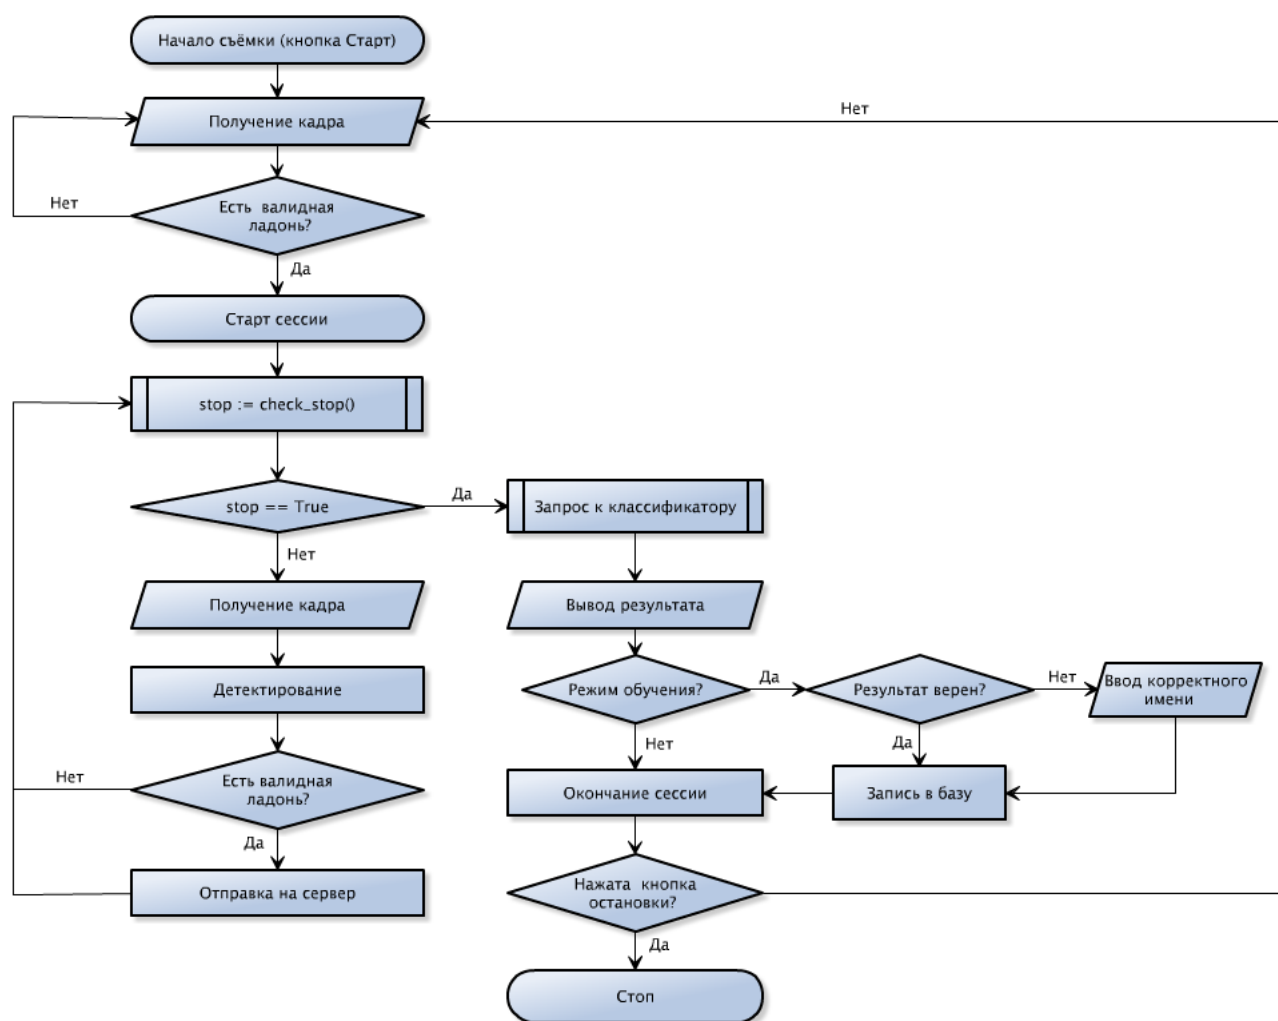 Начало съёмки (кнопка Старт)
Получение кадра
Нет
Есть валидная
ладонь?
Нет
Да
Старт сессии
stop := check_stop()
stop == True
Да
Запрос к классификатору
Нет
Получение кадра
Вывод результата
Детектирование
Режим обучения?
Да
Результат верен?
Нет
Ввод корректного
имени
Нет
Да
Есть валидная
ладонь?
Нет
Окончание сессии
Запись в базу
Да
Отправка на сервер
Нажата кнопка
остановки?
Да
Стоп